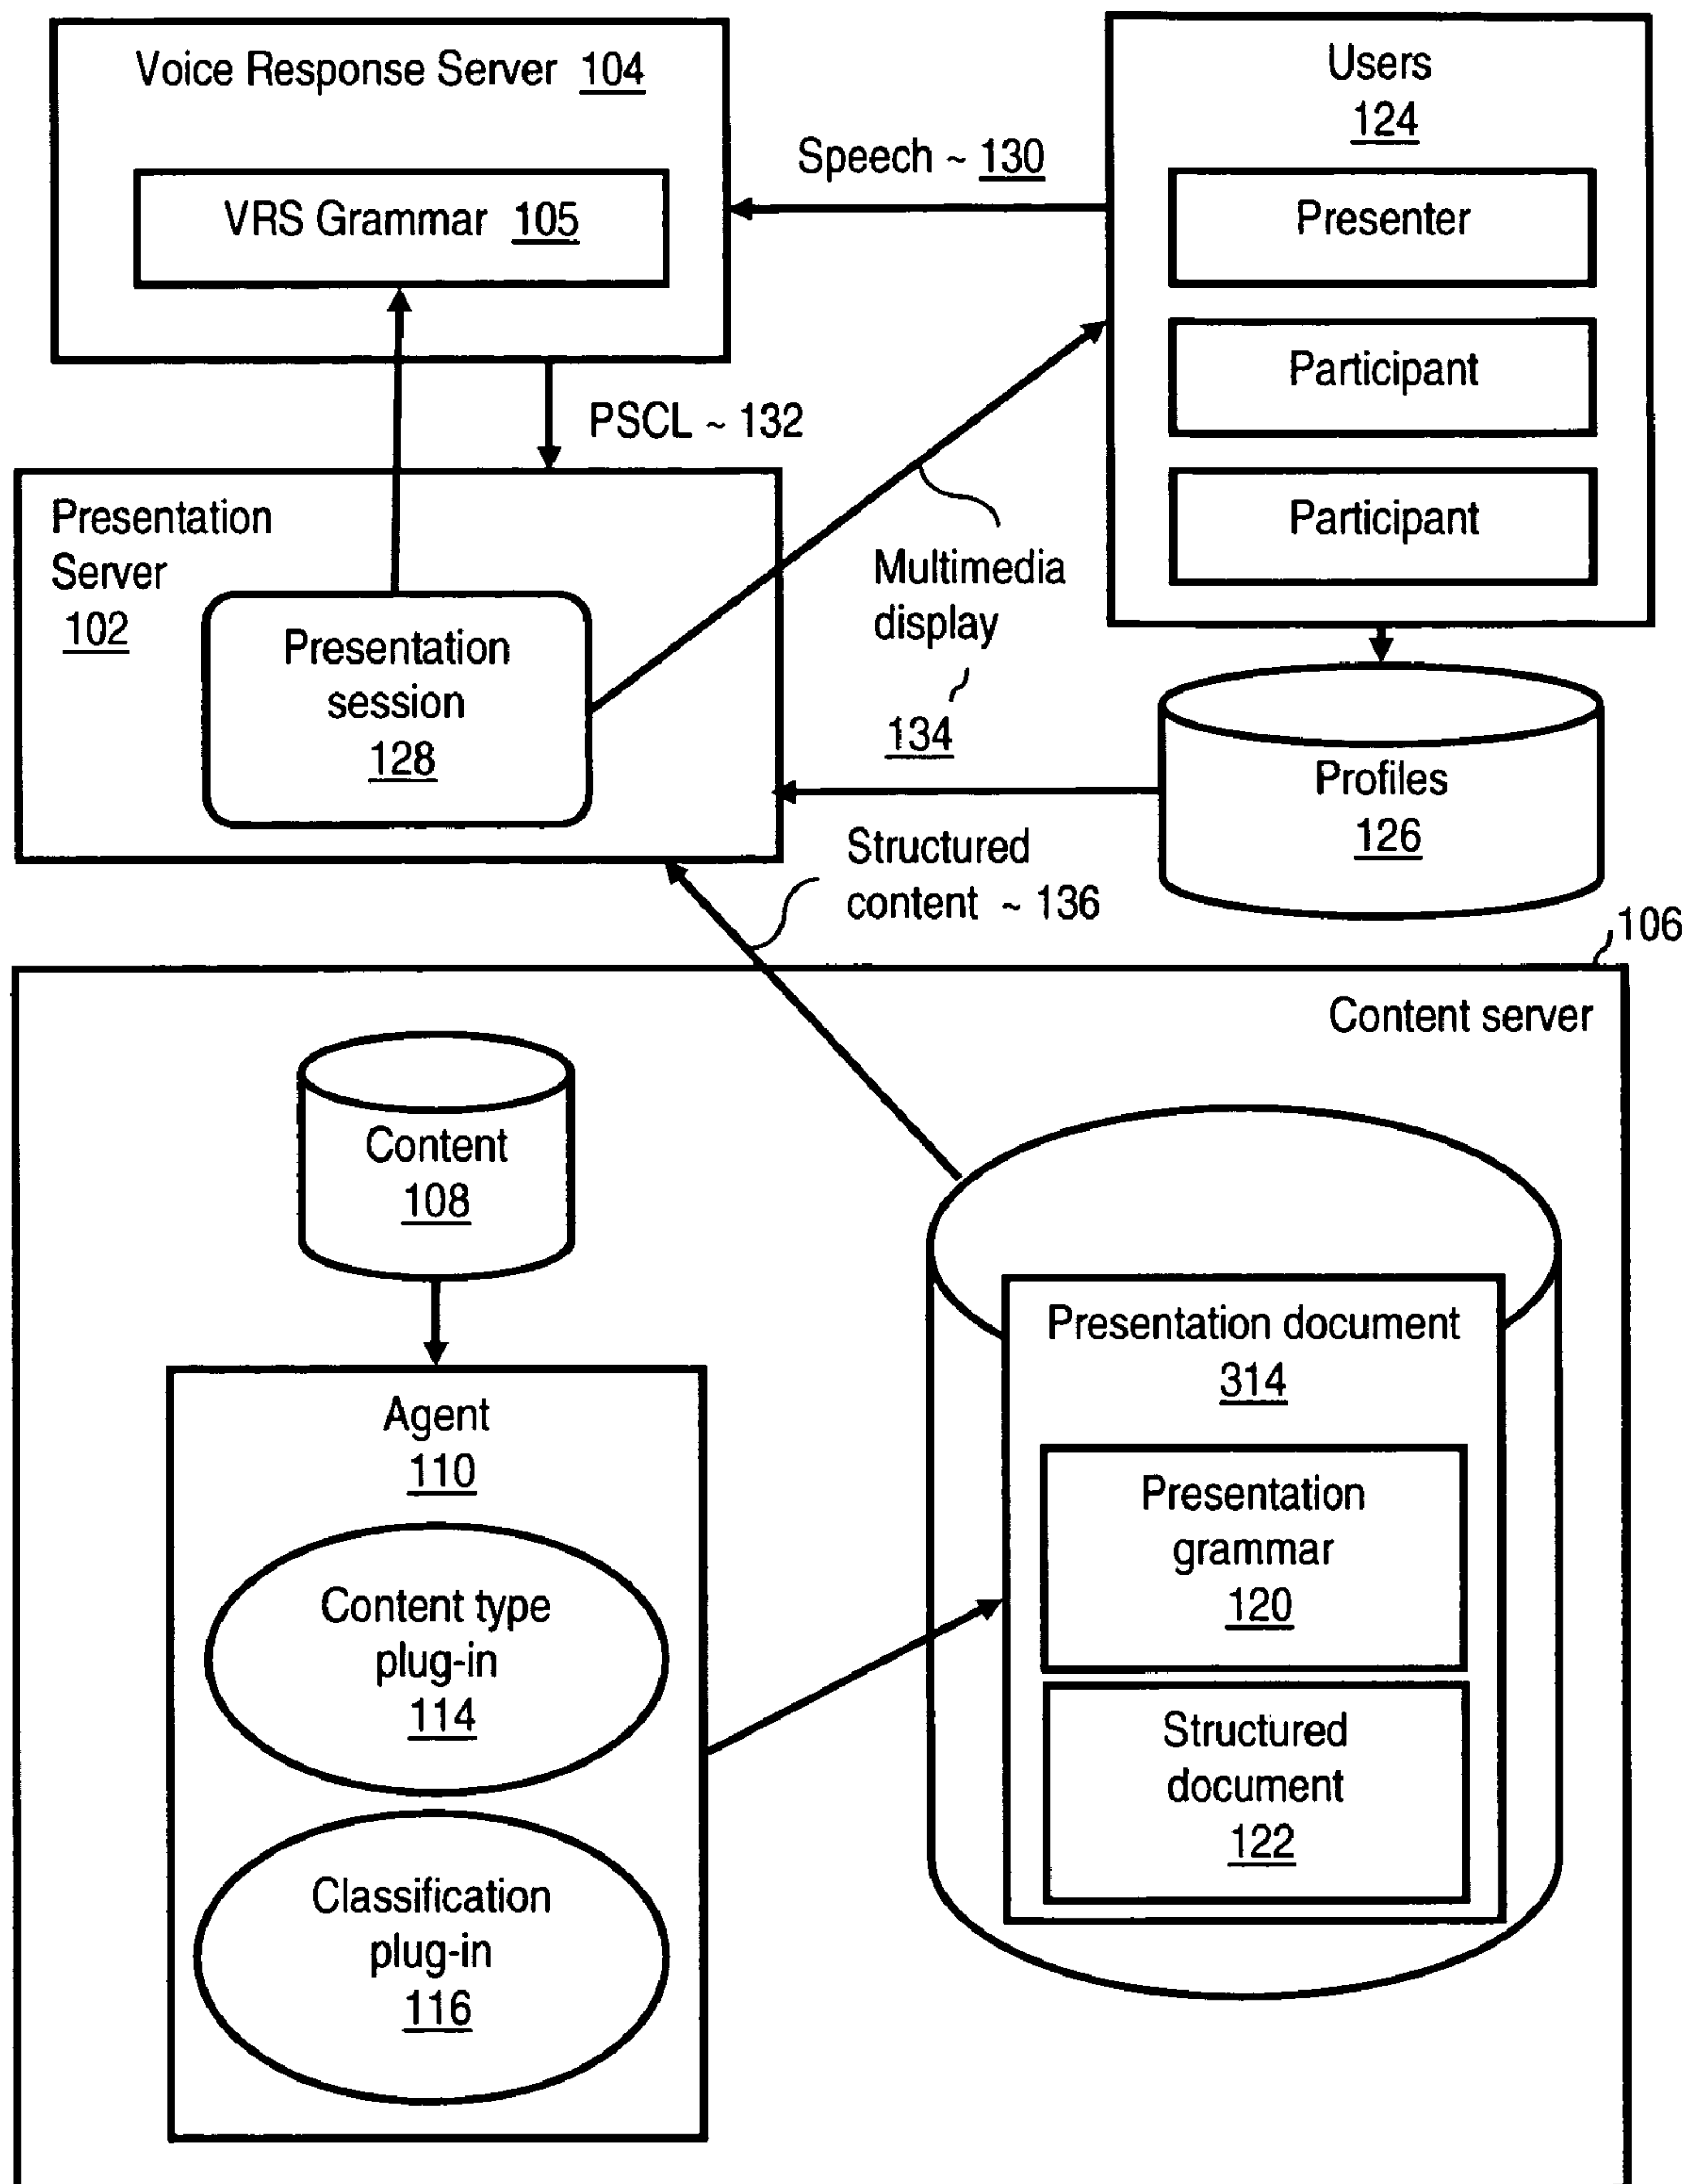 Voice Response Server 104
VRS Grammar 105
Speech ~ 130
Users
124
Presenter
Participant
Participant
PSCL ~ 132
Presentation
Server
102
Presentation
session
128
Multimedia
display
~
134
Profiles
126
Structured
content ~ 136
106
Content server
Content
108
Agent
110
Content type
plug-in
114
Classification
plug-in
116
Presentation document
314
Presentation
grammar
120
Structured
document
122